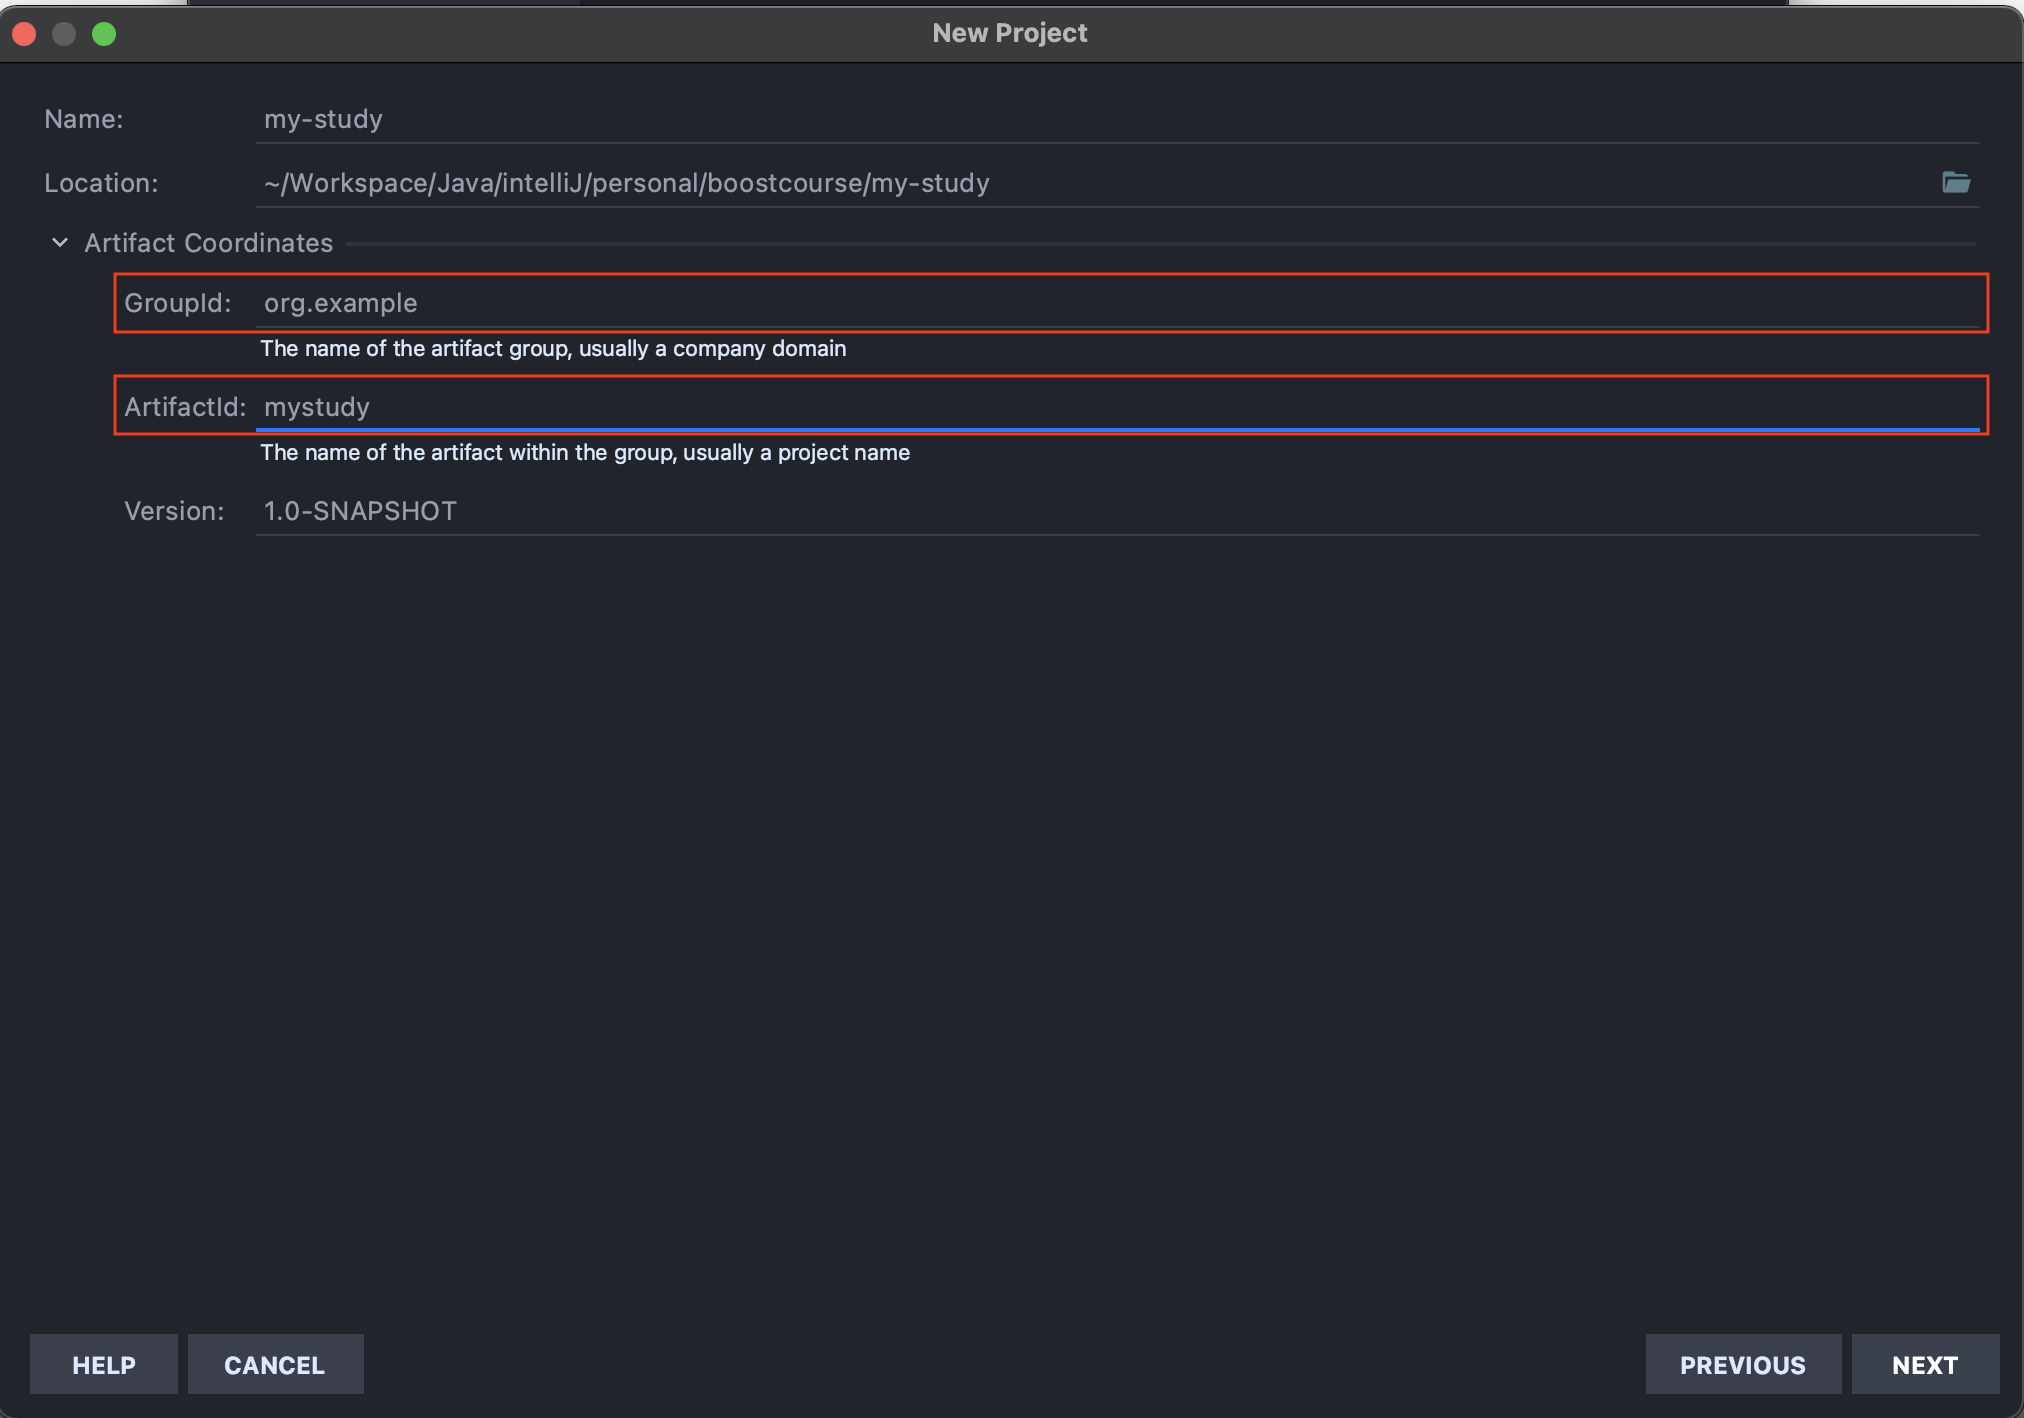 New Project
Name: my-study
Location: ~/Workspace/Java/intelliJ/personal/boostcourse/my-study
Artifact Coordinates
GroupId: org.example
The name of the artifact group, usually a company domain
ArtifactId: mystudy
The name of the artifact within the group, usually a project name
Version: 1.0-SNAPSHOT
HELP CANCEL PREVIOUS NEXT